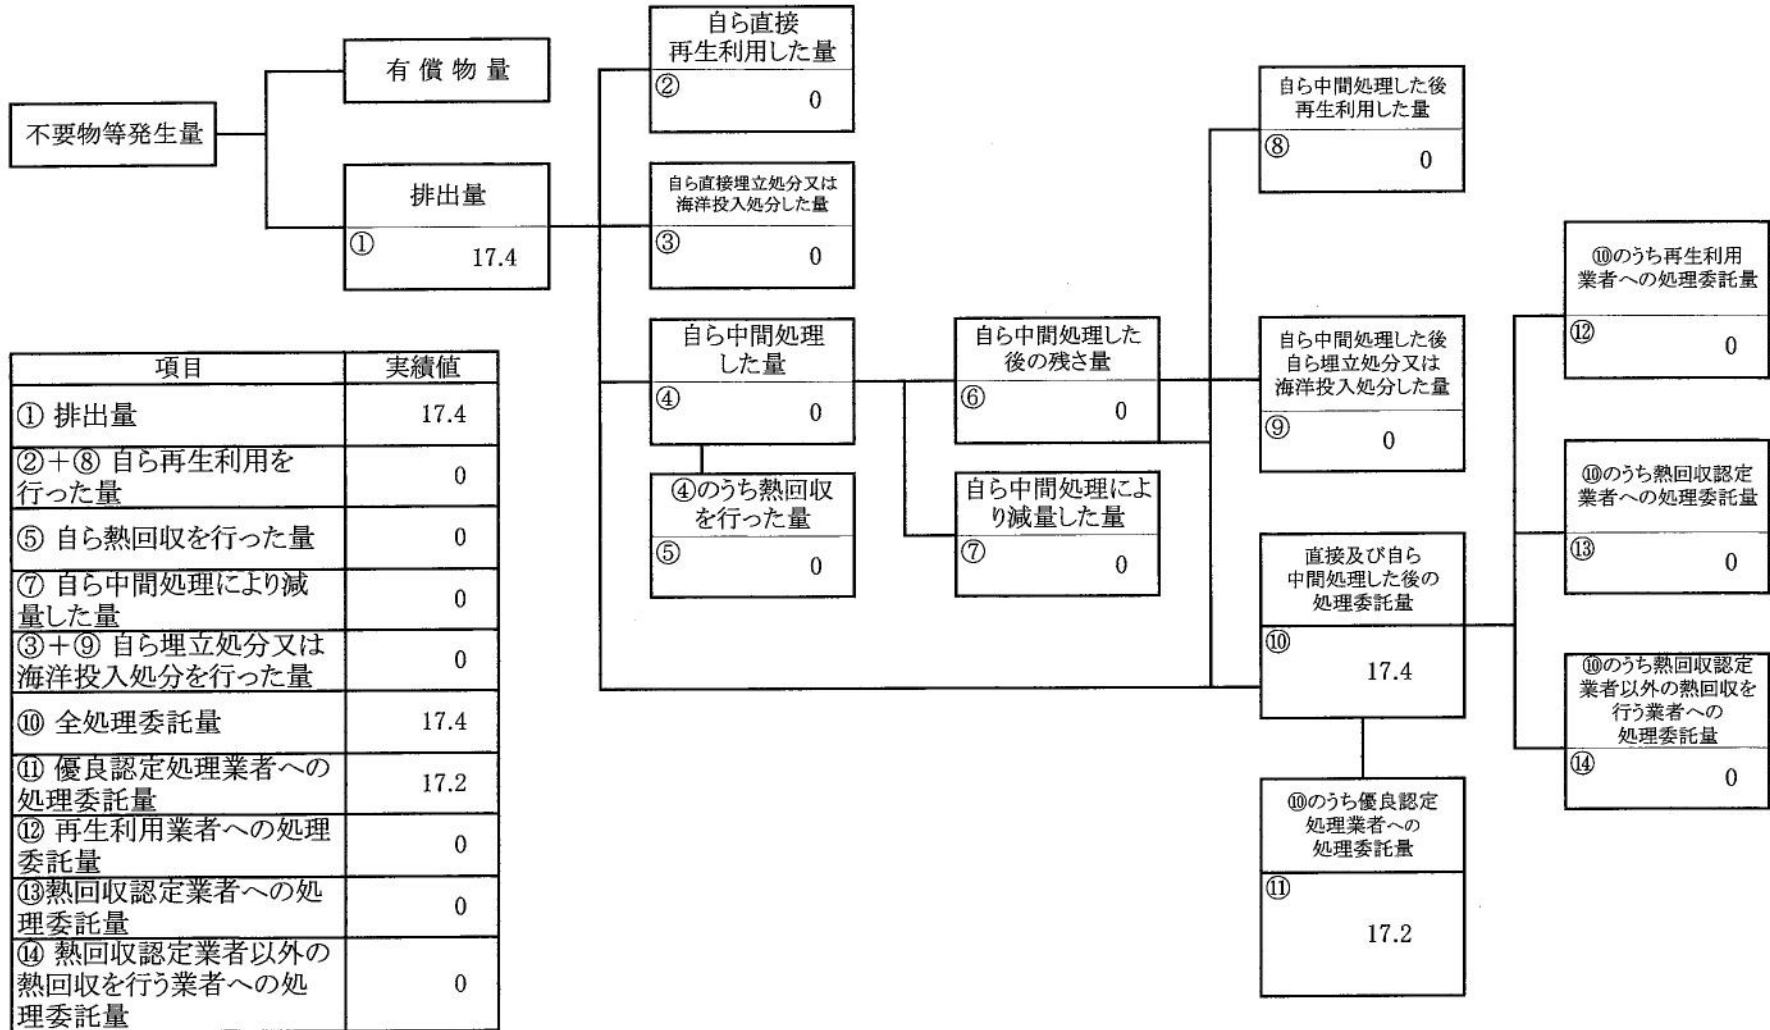 不要物等発生量
有償物量
排出量
①
17.4
自ら直接
再生利用した量
②
0
自ら直接埋立処分又は
海洋投入処分した量
③
0
自ら中間処理
した量
④
0
④のうち熱回収
を行った量
⑤
0
自ら中間処理した
後の残さ量
⑥
0
自ら中間処理によ
り減量した量
⑦
0
自ら中間処理した後
再生利用した量
⑧
0
自ら中間処理した後
自ら埋立処分又は
海洋投入処分した量
⑨
0
直接及び自ら
中間処理した後の
処理委託量
⑩
17.4
⑩のうち優良認定
処理業者への
処理委託量
⑪
17.2
⑩のうち再生利用
業者への処理委託量
⑫
0
⑩のうち熱回収認定
業者への処理委託量
⑬
0
⑩のうち熱回収認定
業者以外の熱回収を
行う業者への
処理委託量
⑭
0
項目 実績値
① 排出量 17.4
②+⑧ 自ら再生利用を
行った量 0
⑤ 自ら熱回収を行った量 0
⑦ 自ら中間処理により減
量した量 0
③+⑨ 自ら埋立処分又は
海洋投入処分を行った量 0
⑩ 全処理委託量 17.4
⑪ 優良認定処理業者への
処理委託量 17.2
⑫ 再生利用業者への処理
委託量 0
⑬熱回収認定業者への処
理委託量 0
⑭ 熱回収認定業者以外の
熱回収を行う業者への処
理委託量 0